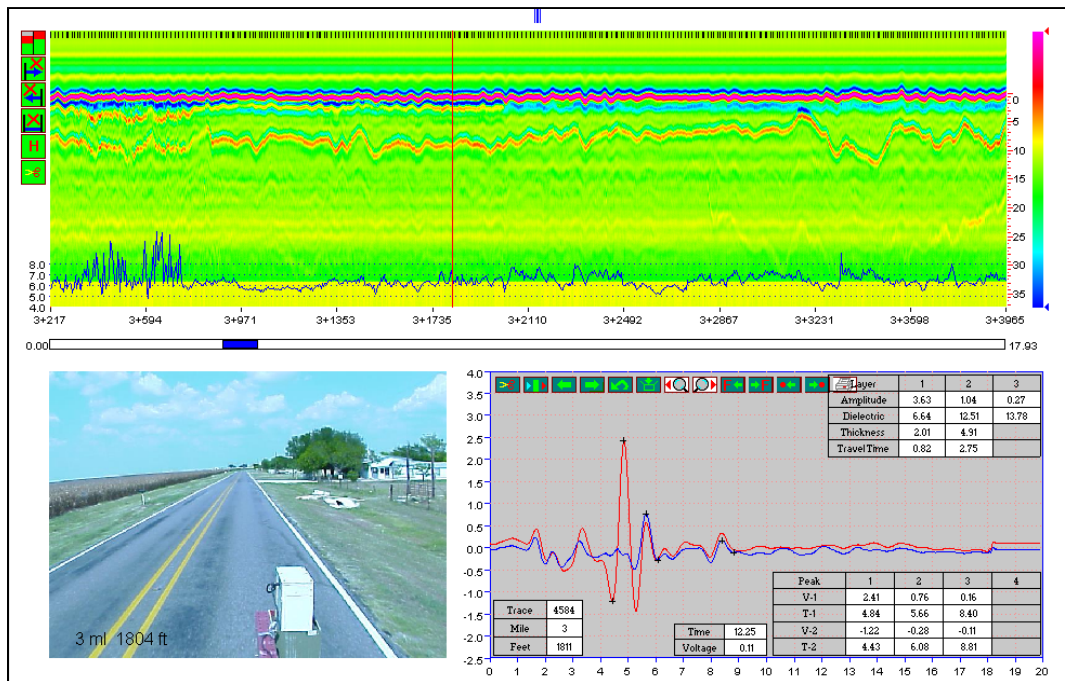 H
0
5
10
15
20
25
30
35
8.0
7.0
6.0
5.0
4.0
3+217 3+594 3+971 3+1353 3+1735 3+2110 3+2492 3+2867 3+3231 3+3598 3+3965
0.00 17.93
3 ml 1804 ft
4.0
3.5
3.0
2.5
2.0
1.5
1.0
0.5
0.0
-0.5
-1.0
-1.5
-2.0
-2.5
F F
Layer 1 2 3
Amplitude 3.63 1.04 0.27
Dielectric 6.64 12.51 13.78
Thickness 2.01 4.91
Travel Time 0.82 2.75
Trace 4584
Mile 3
Feet 1811
Time 12.25
Voltage 0.11
Peak 1 2 3 4
V-1 2.41 0.76 0.16
T-1 4.84 5.66 8.40
V-2 -1.22 -0.28 -0.11
T-2 4.43 6.08 8.81
0 1 2 3 4 5 6 7 8 9 10 11 12 13 14 15 16 17 18 19 20